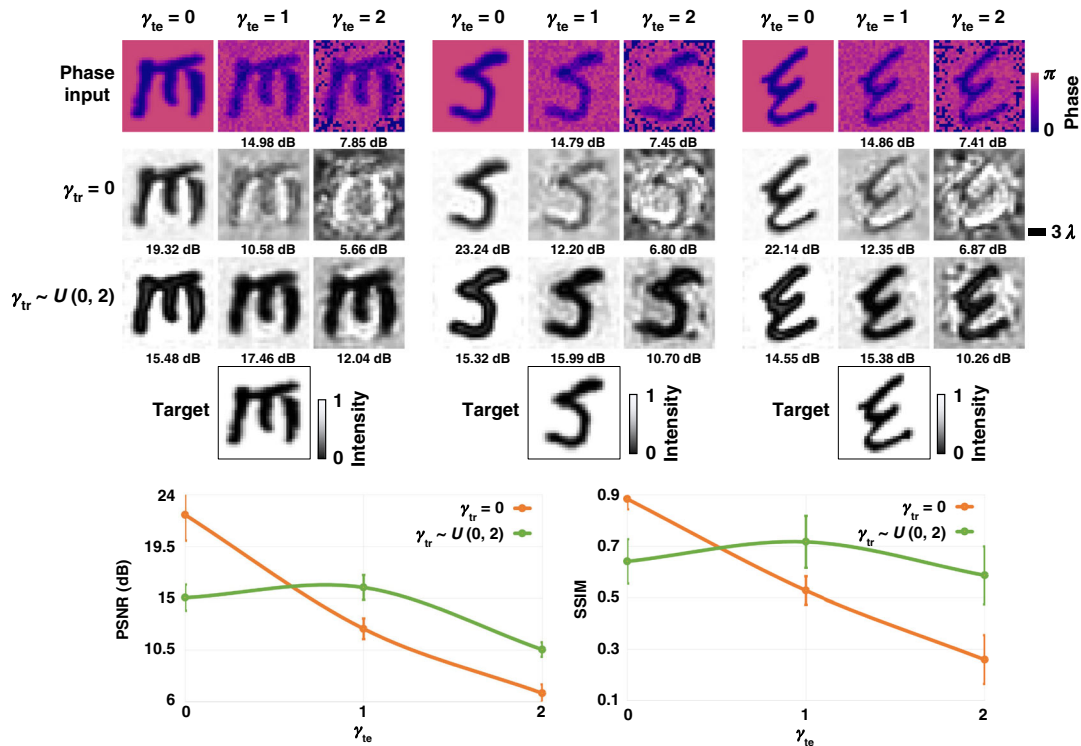 γte = 0 γte = 1 γte = 2 γte = 0 γte = 1 γte = 2 γte = 0 γte = 1 γte = 2
Phase input
π
Phase
0
14.98 dB 7.85 dB 14.79 dB 7.45 dB 14.86 dB 7.41 dB
γtr = 0
3 λ
19.32 dB 10.58 dB 5.66 dB 23.24 dB 12.20 dB 6.80 dB 22.14 dB 12.35 dB 6.87 dB
γtr ~ U (0, 2)
15.48 dB 17.46 dB 12.04 dB 15.32 dB 15.99 dB 10.70 dB 14.55 dB 15.38 dB 10.26 dB
Target 1 0 Intensity Target 1 0 Intensity Target 1 0 Intensity
24
19.5
15
10.5
6
PSNR (dB)
γtr = 0
γtr ~ U (0, 2)
0 1 2
γte
0.9
0.7
0.5
0.3
0.1
SSIM
γtr = 0
γtr ~ U (0, 2)
0 1 2
γte